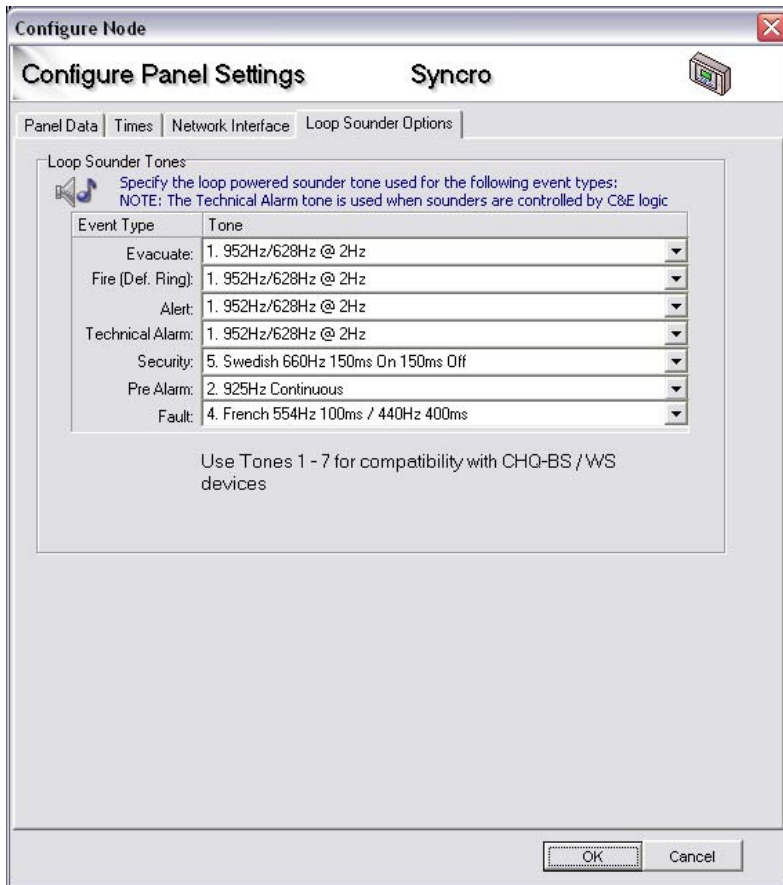 Configure Node
Configure Panel Settings Syncro
Panel Data Times Network Interface Loop Sounder Options
Loop Sounder Tones
Specify the loop powered sounder tone used for the following event types:
NOTE: The Technical Alarm tone is used when sounders are controlled by C&E logic
Event Type Tone
Evacuate: 1. 952Hz/628Hz @ 2Hz
Fire (Def. Ring): 1. 952Hz/628Hz @ 2Hz
Alert: 1. 952Hz/628Hz @ 2Hz
Technical Alarm: 1. 952Hz/628Hz @ 2Hz
Security: 5. Swedish 660Hz 150ms On 150ms Off
Pre Alarm: 2. 925Hz Continuous
Fault: 4. French 554Hz 100ms / 440Hz 400ms
Use Tones 1 - 7 for compatibility with CHQ-BS / WS
devices
OK Cancel